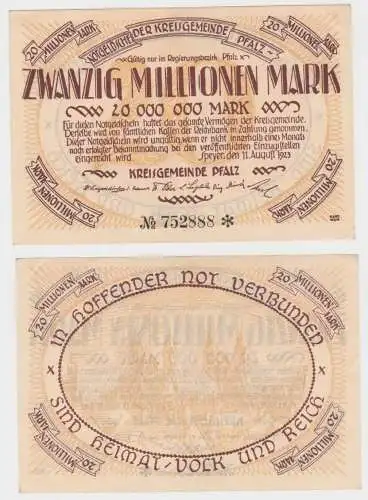 20 MILLIONEN MARK
NOTGELDSCHEIN DER KREISGEMEINDE PFALZ
20 MILLIONEN MARK
Gültig nur im Regierungsbezirk Pfalz
ZWANZIG MILLIONEN MARK
20 000 000 MARK
Für diesen Notgeldschein haftet das gesamte Vermögen der Kreisgemeinde.
Derselbe wird von sämtlichen Kassen der Reichsbank in Zahlung genommen.
Dieser Notgeldschein wird ungültig, wenn er nicht innerhalb eines Monats
nach erfolgter Bekanntmachung bei den veröffentlichten Einlösungsstellen
eingereicht wird. Speyer, den 11. August 1923
KREISGEMEINDE PFALZ
20 MILLIONEN MARK
20 MILLIONEN MARK
№ 752888 *
20 MILLIONEN MARK
20 MILLIONEN MARK
IN HOFFENDER NOT VERBUNDEN
x x
SIND HEIMAT/VOLK UND REICH
20 MILLIONEN MARK
20 MILLIONEN MARK